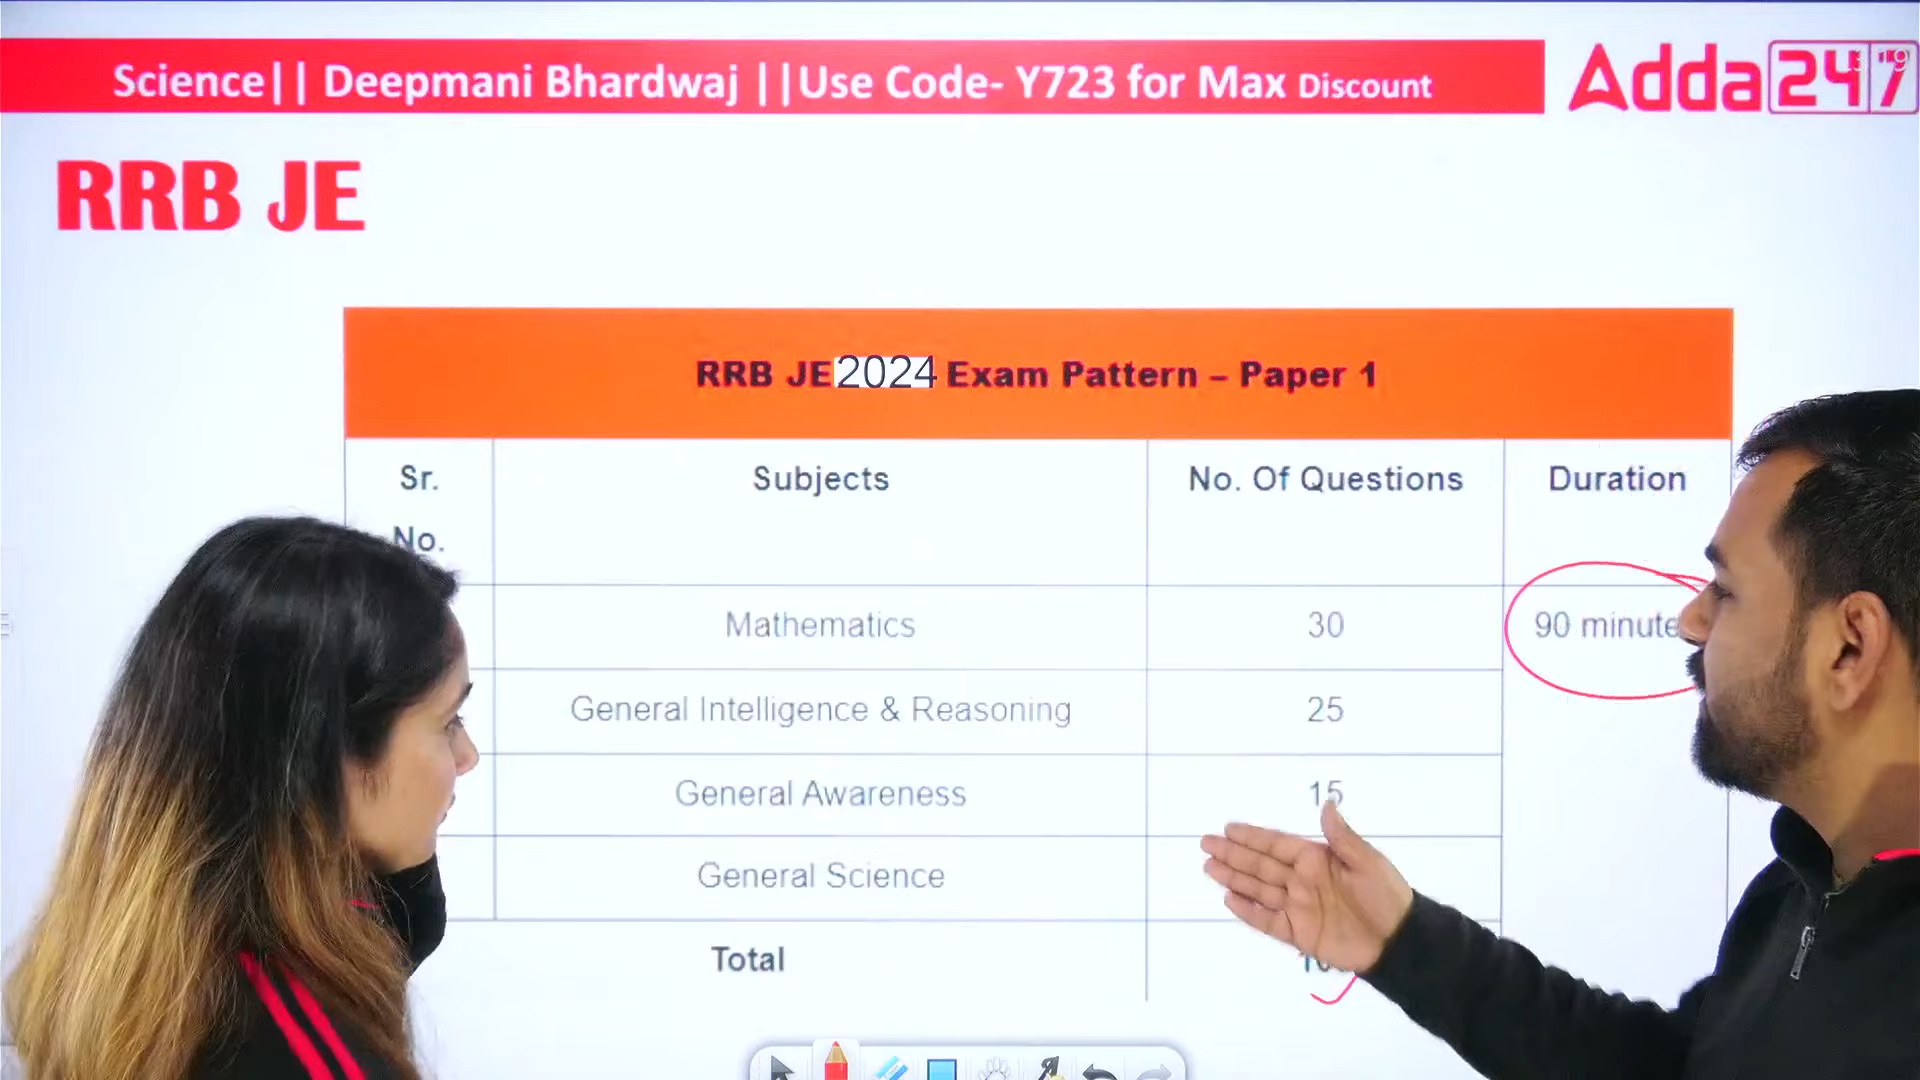 Science|| Deepmani Bhardwaj ||Use Code- Y723 for Max Discount
Adda247
RRB JE
RRB JE 2024 Exam Pattern – Paper 1
Sr. No.
Subjects
No. Of Questions
Duration
Mathematics
30
90 minute
General Intelligence & Reasoning
25
General Awareness
15
General Science
Total